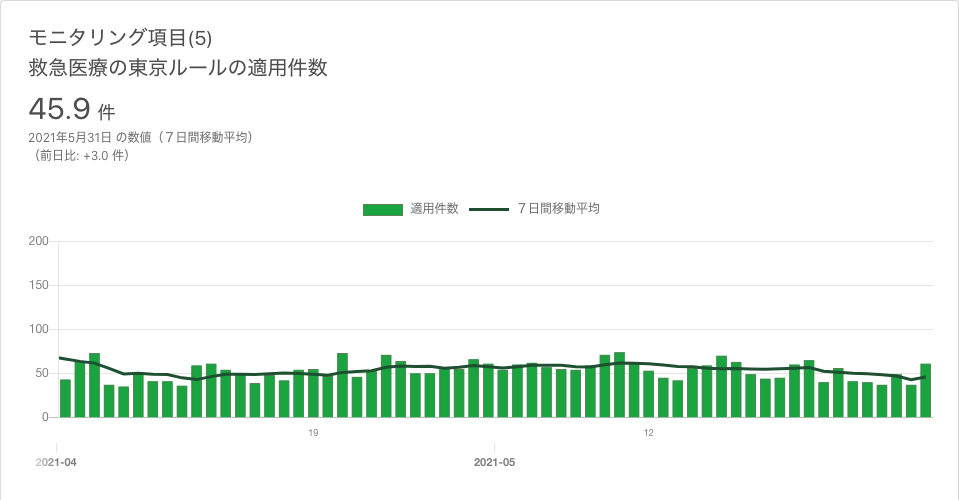 モニタリング項目(5)
救急医療の東京ルールの適用件数
45.9 件
2021年5月31日 の数値（７日間移動平均）
（前日比: +3.0 件）
適用件数 ７日間移動平均
200
150
100
50
0
19 12
2021-04 2021-05